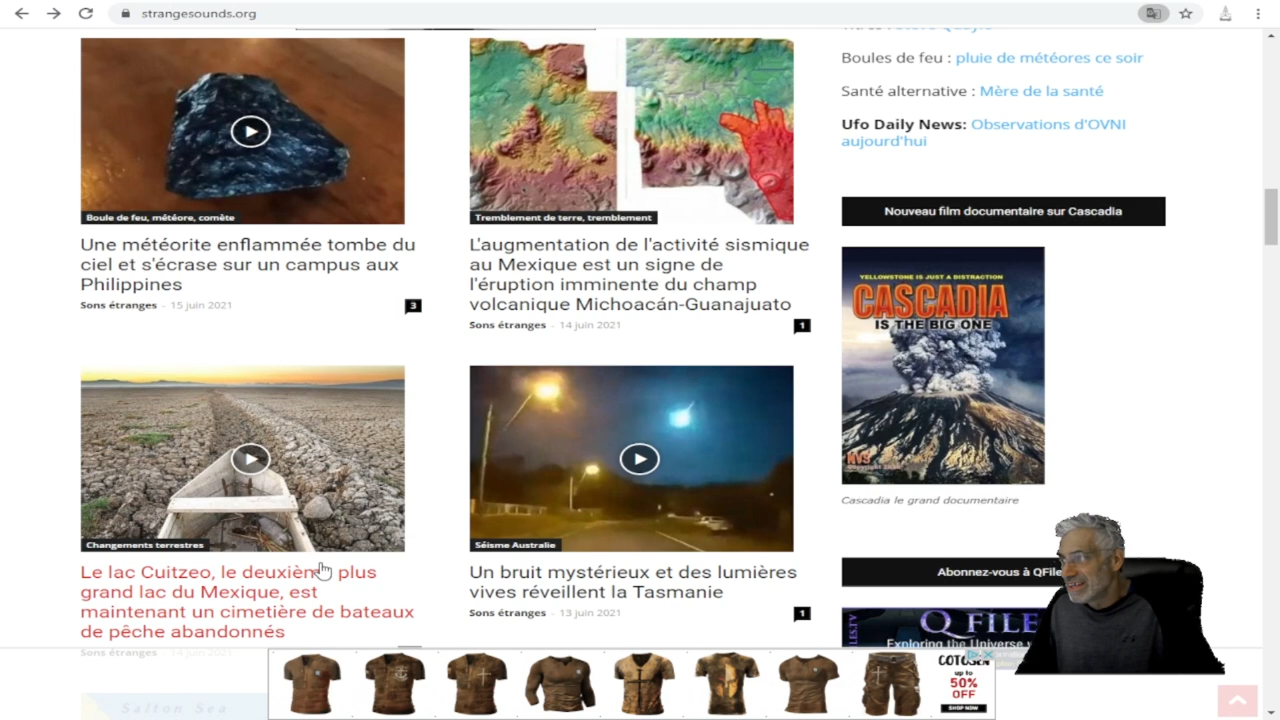 strangesounds.org
Boules de feu : pluie de météores ce soir
Santé alternative : Mère de la santé
Ufo Daily News: Observations d'OVNI
aujourd'hui
Boule de feu, météore, comète
Une météorite enflammée tombe du
ciel et s'écrase sur un campus aux
Philippines
Sons étranges - 15 juin 2021
3
Tremblement de terre, tremblement
L'augmentation de l'activité sismique
au Mexique est un signe de
l'éruption imminente du champ
volcanique Michoacán-Guanajuato
Sons étranges - 14 juin 2021
1
Nouveau film documentaire sur Cascadia
YELLOWSTONE IS JUST A DISTRACTION
CASCADIA
IS THE BIG ONE
Cascadia le grand documentaire
Changements terrestres
Le lac Cuitzeo, le deuxième plus
grand lac du Mexique, est
maintenant un cimetière de bateaux
de pêche abandonnés
Sons étranges - 14 juin 2021
Séisme Australie
Un bruit mystérieux et des lumières
vives réveillent la Tasmanie
Sons étranges - 13 juin 2021
1
Abonnez-vous à QFile
Q FILE
Exploring the Universe
Salton Sea
COTOSEN
up to
50%
OFF
SHOP NOW